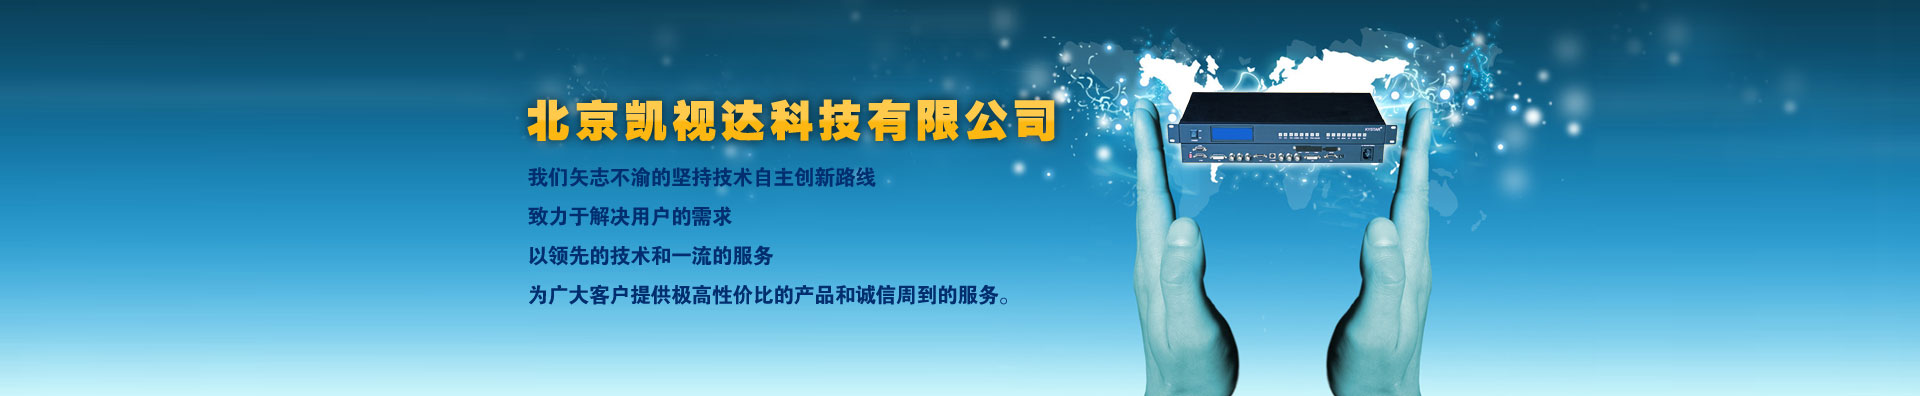 北京凯视达科技有限公司
我们矢志不渝的坚持技术自主创新路线
致力于解决用户的需求
以领先的技术和一流的服务
为广大客户提供极高性价比的产品和诚信周到的服务。
KYSTAR